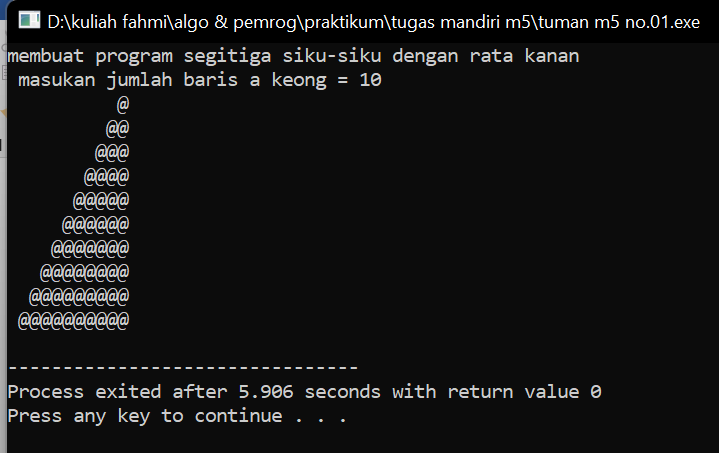 D:\kuliah fahmi\algo & pemrog\praktikum\tugas mandiri m5\tuman m5 no.01.exe
membuat program segitiga siku-siku dengan rata kanan
 masukan jumlah baris a keong = 10
          @
         @@
        @@@
       @@@@
      @@@@@
     @@@@@@
    @@@@@@@
   @@@@@@@@
  @@@@@@@@@
 @@@@@@@@@@
--------------------------------
Process exited after 5.906 seconds with return value 0
Press any key to continue . . .